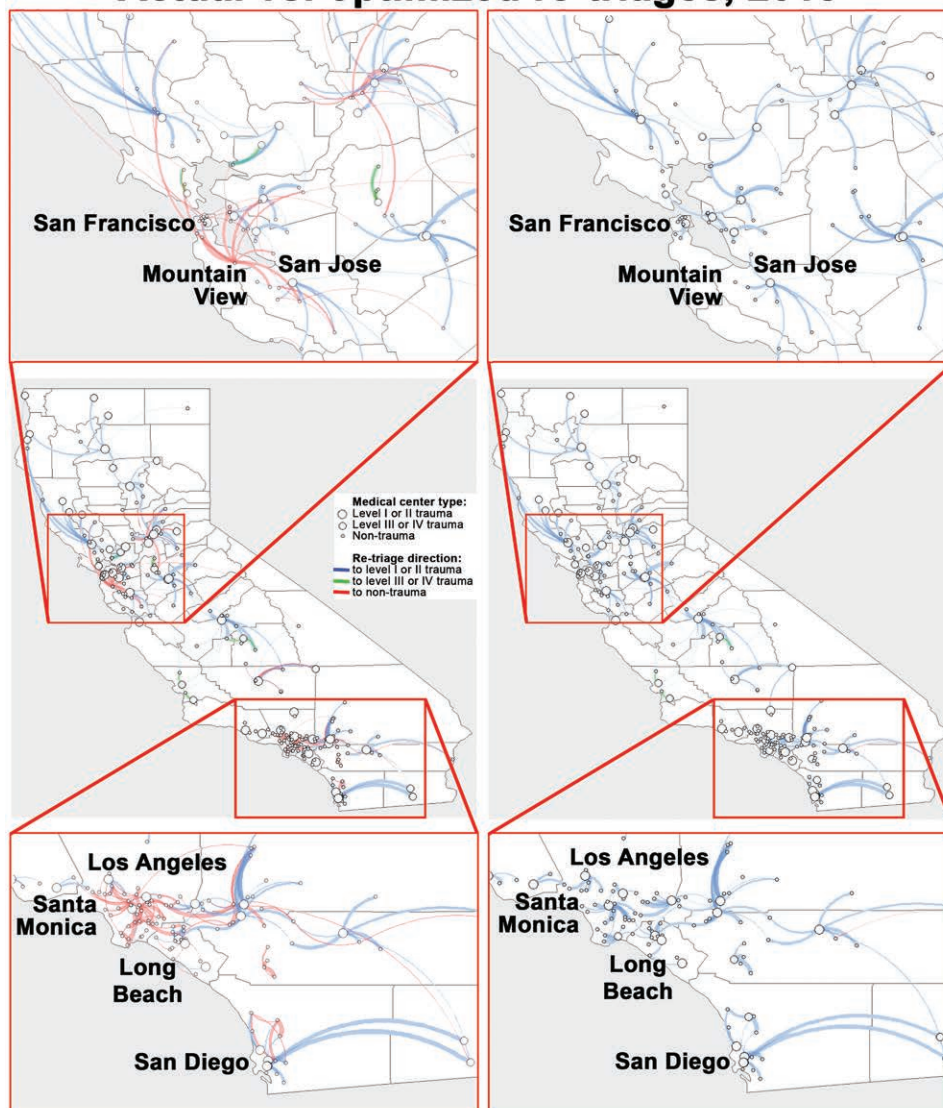 San Francisco
Mountain
View
San Jose
San Francisco
Mountain
View
San Jose
Medical center type:
Level I or II trauma
Level III or IV trauma
Non-trauma
Re-triage direction:
to level I or II trauma
to level III or IV trauma
to non-trauma
Los Angeles
Santa
Monica
Long
Beach
San Diego
Los Angeles
Santa
Monica
Long
Beach
San Diego